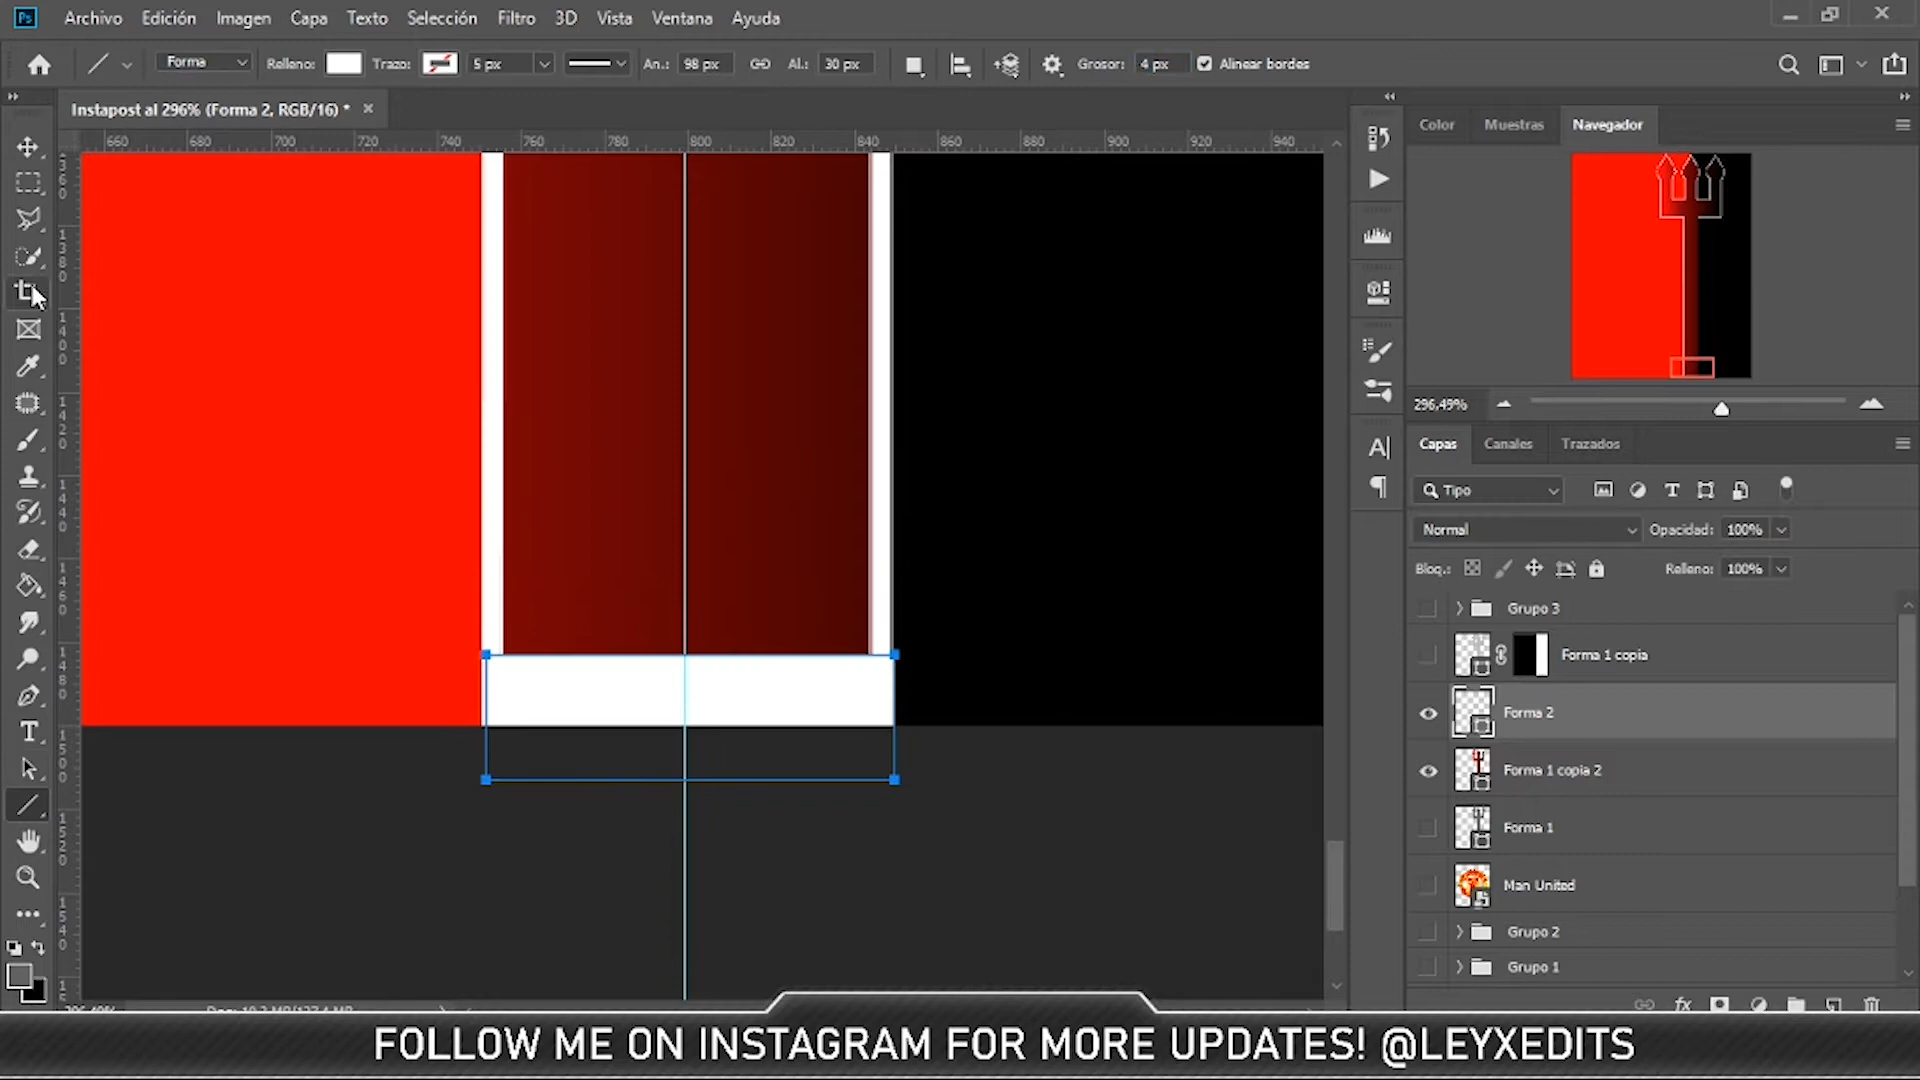 Ps Archivo Edición Imagen Capa Texto Selección Filtro 3D Vista Ventana Ayuda
Forma Relleno: Trazo: 5 px An.: 98 px Al.: 30 px Grosor: 4 px Alinear bordes
Instapost al 296% (Forma 2, RGB/16) *
660 680 700 720 740 760 780 800 820 840 860 880 900 920 940
Color Muestras Navegador
296,49%
Capas Canales Trazados
Tipo
Normal Opacidad: 100%
Bloq.: Relleno: 100%
Grupo 3
Forma 1 copia
Forma 2
Forma 1 copia 2
Forma 1
Man United
Grupo 2
Grupo 1
FOLLOW ME ON INSTAGRAM FOR MORE UPDATES! @LEYXEDITS